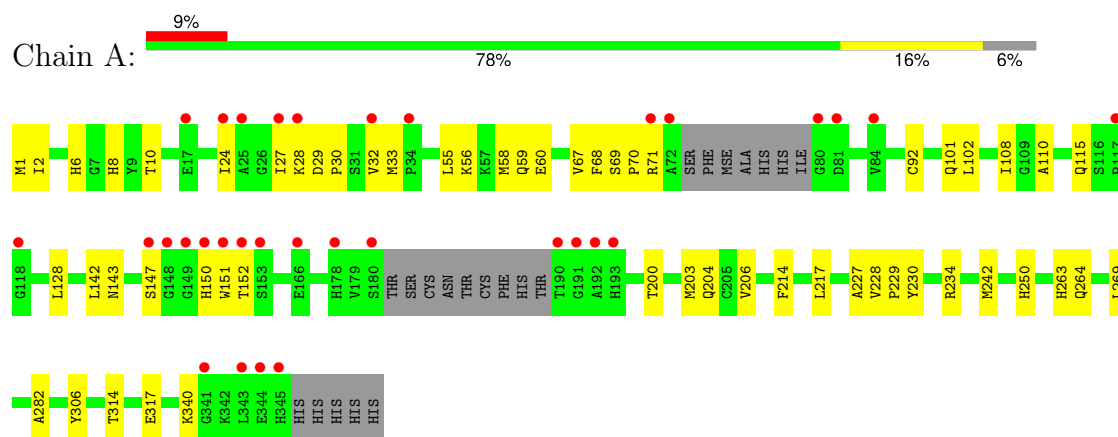 9%
Chain A:
78% 16% 6%
M1 I2 H6 G7 H8 Y9 T10 E17 I24 A25 G26 I27 K28 D29 P30 S31 V32 M33 P34 L55 K56 K57 M58 Q59 E60 V67 F68 S69 P70 R71 A72 SER PHE MSE ALA HIS HIS ILE G80 D81 V84 C92 Q101 L102 I108 G109 A110 Q115 S116
G118 L128 L142 N143 S147 G148 G149 H150 W151 T152 S153 E166 H178 V179 S180 THR SER CYS ASN THR CYS PHE HIS THR T190 G191 A192 H193 T200 M203 Q204 C205 V206 F214 L217 A227 V228 P229 Y230 R234 M242 H250 H263 Q264 L269
A282 Y306 T314 E317 K340 G341 K342 L343 E344 H345 HIS HIS HIS HIS HIS